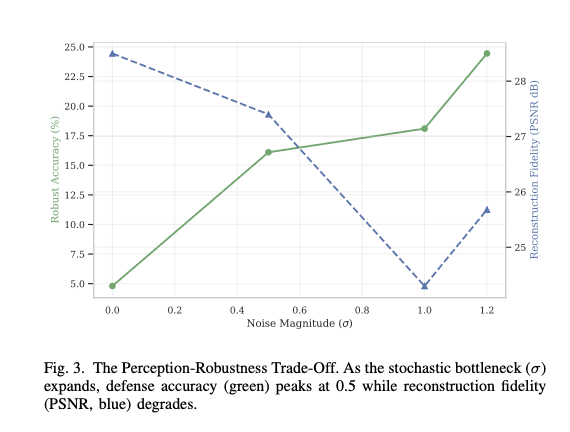 25.0
22.5
20.0
17.5
15.0
12.5
10.0
7.5
5.0
Robust Accuracy (%)
28
27
26
25
Reconstruction Fidelity (PSNR dB)
0.0 0.2 0.4 0.6 0.8 1.0 1.2
Noise Magnitude (σ)
Fig. 3. The Perception-Robustness Trade-Off. As the stochastic bottleneck (σ)
expands, defense accuracy (green) peaks at 0.5 while reconstruction fidelity
(PSNR, blue) degrades.